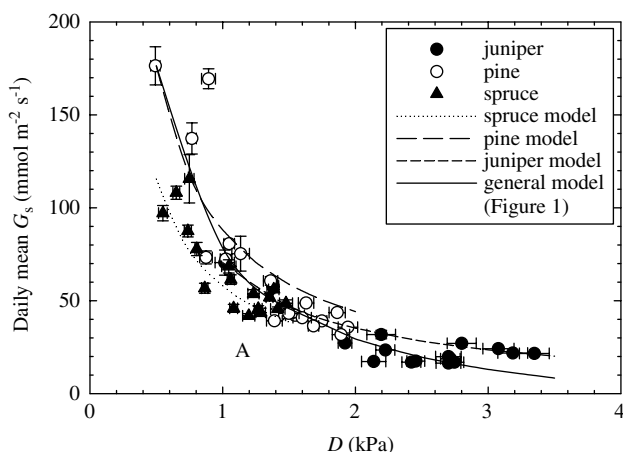 200
150
100
50
0
Daily mean Gs (mmol m−2 s−1)
juniper
pine
spruce
spruce model
pine model
juniper model
general model
(Figure 1)
A
0 1 2 3 4
D (kPa)